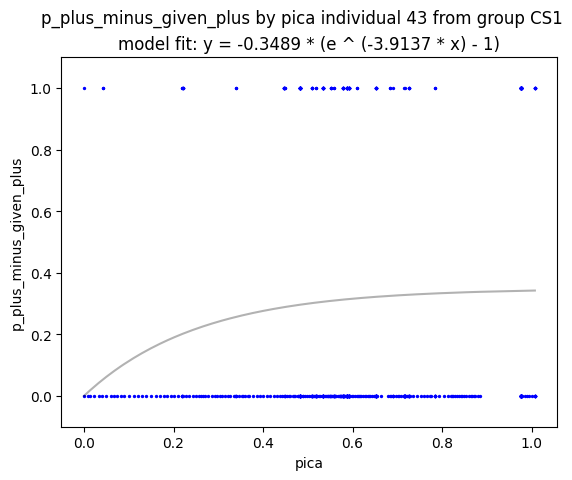 p_plus_minus_given_plus by pica individual 43 from group CS1
model fit: y = -0.3489 * (e ^ (-3.9137 * x) - 1)
1.0
0.8
0.6
0.4
0.2
0.0
p_plus_minus_given_plus
0.0 0.2 0.4 0.6 0.8 1.0
pica